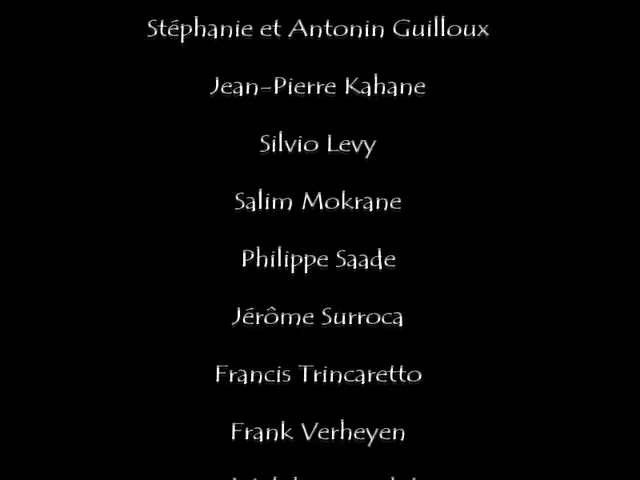 Stéphanie et Antonin Guilloux
Jean-Pierre Kahane
Silvio Levy
Salim Mokrane
Philippe Saade
Jérôme Surroca
Francis Trincaretto
Frank Verheyen